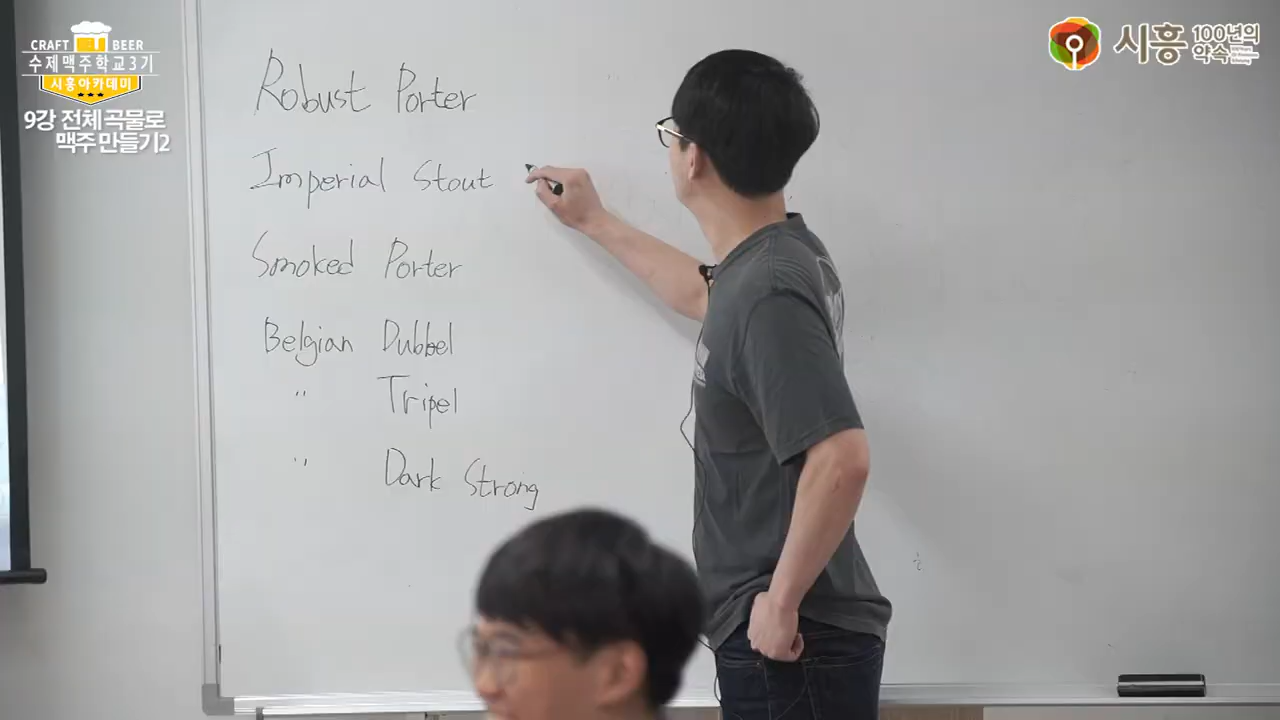 CRAFT BEER
수제맥주학교3기
시흥아카데미
9강 전체곡물로
맥주만들기2
시흥 100년의
약속
Robust Porter
Imperial Stout
Smoked Porter
Belgian Dubbel
" Tripel
" Dark Strong